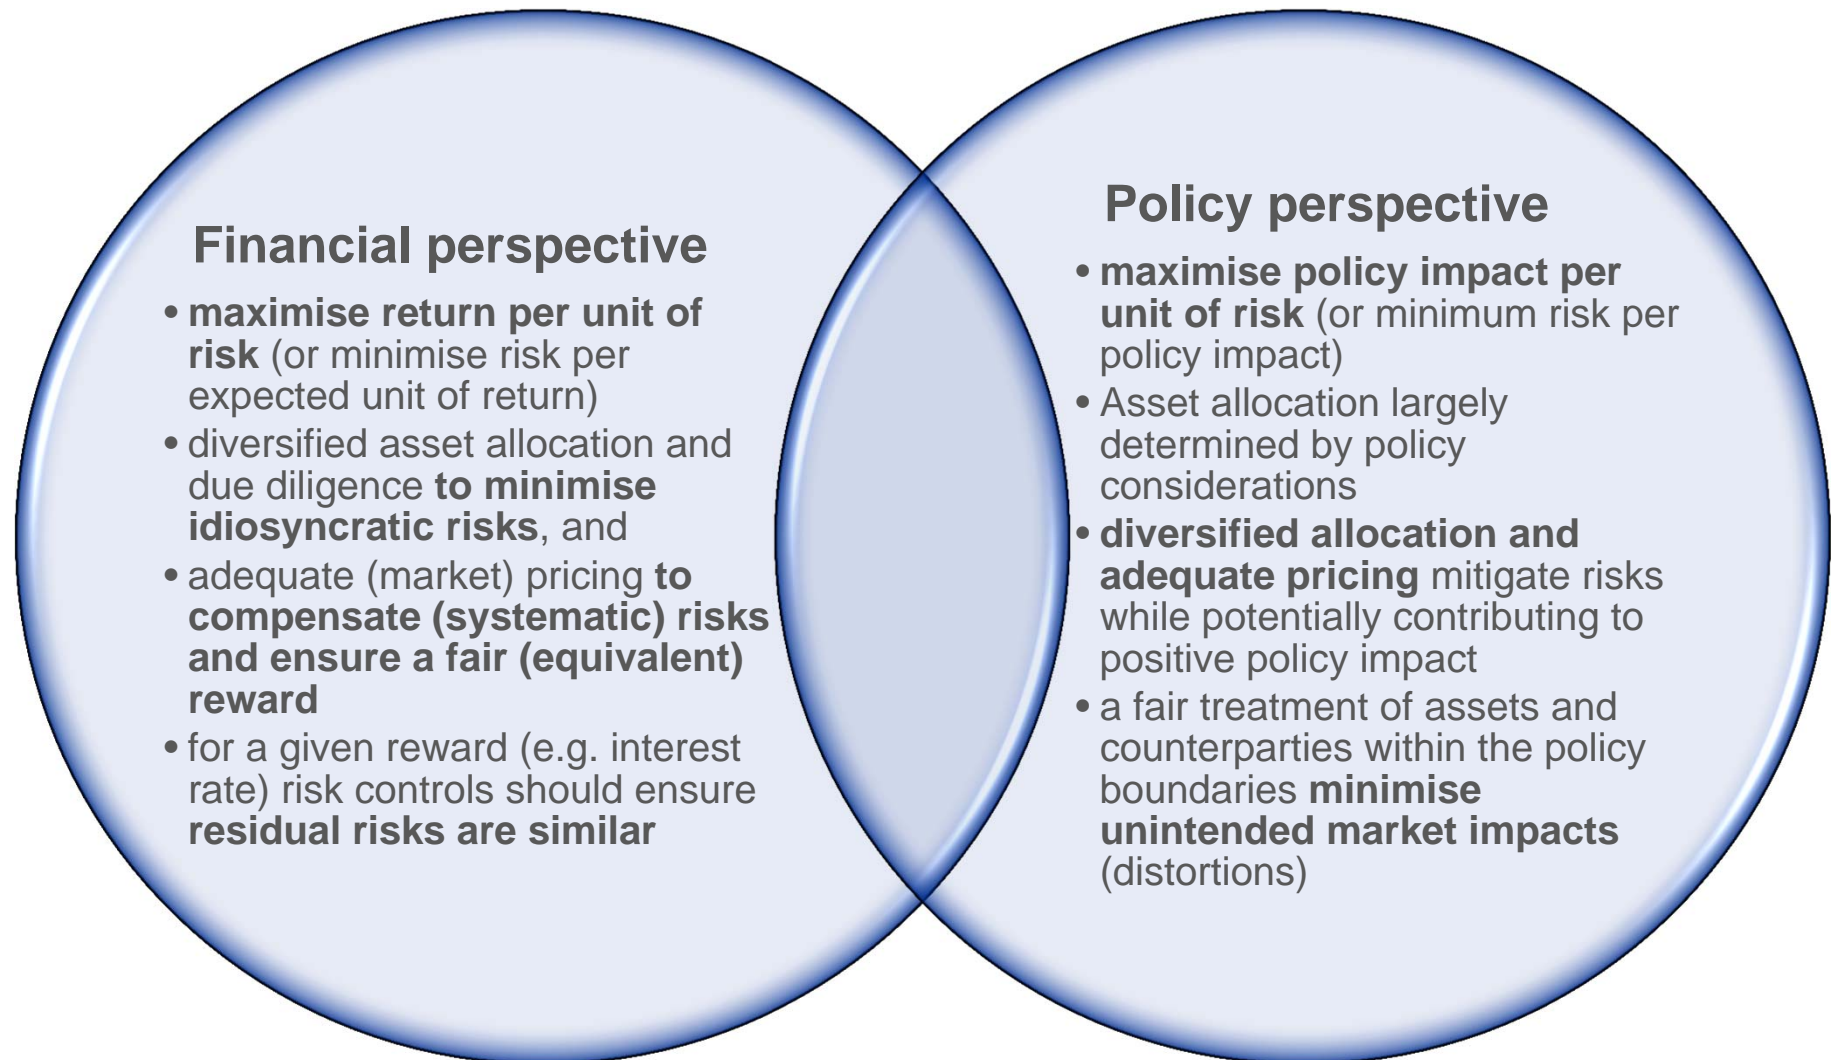 Financial perspective
• maximise return per unit of
risk (or minimise risk per
expected unit of return)
• diversified asset allocation and
due diligence to minimise
idiosyncratic risks, and
• adequate (market) pricing to
compensate (systematic) risks
and ensure a fair (equivalent)
reward
• for a given reward (e.g. interest
rate) risk controls should ensure
residual risks are similar
Policy perspective
• maximise policy impact per
unit of risk (or minimum risk per
policy impact)
• Asset allocation largely
determined by policy
considerations
• diversified allocation and
adequate pricing mitigate risks
while potentially contributing to
positive policy impact
• a fair treatment of assets and
counterparties within the policy
boundaries minimise
unintended market impacts
(distortions)